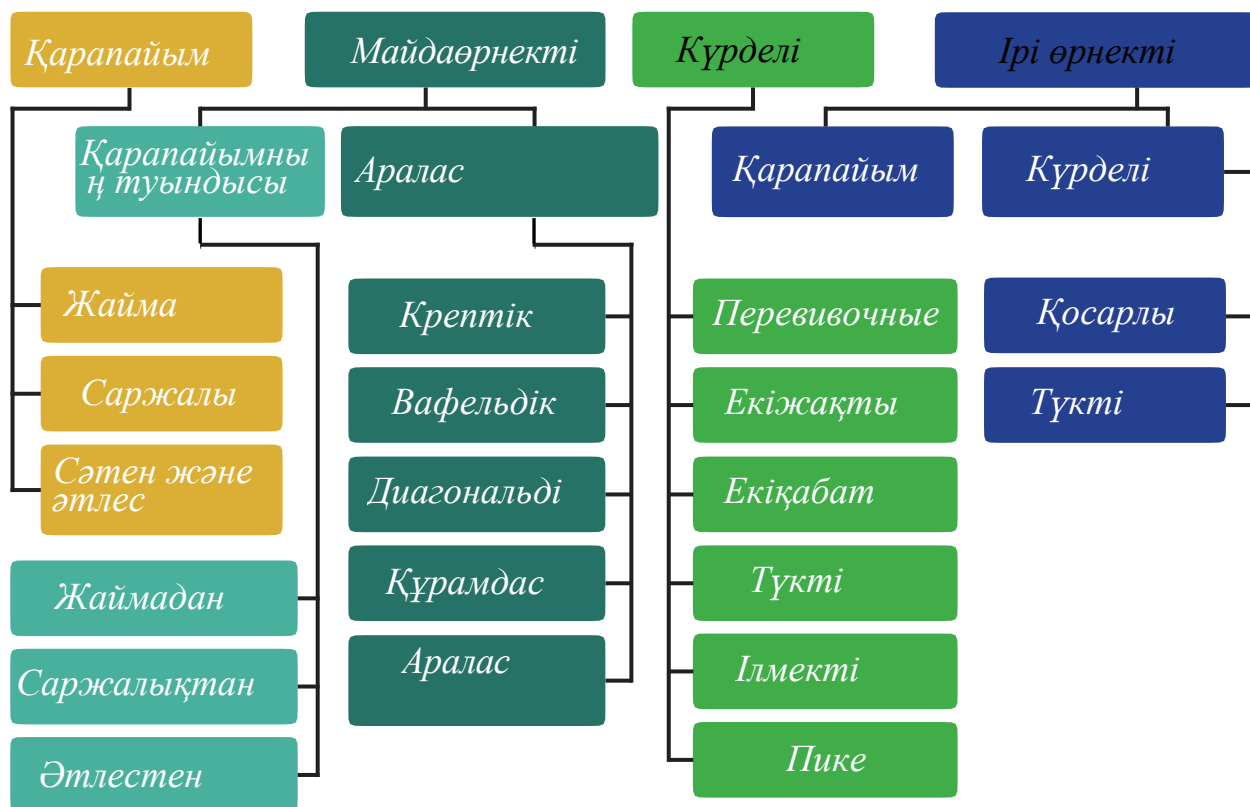 Қарапайым
Майдаөрнекті
Күрделі
Ірі өрнекті
Қарапайымны
ң туындысы
Аралас
Қарапайым
Күрделі
Жайма
Саржалы
Сәтен және
әтлес
Жаймадан
Саржалықтан
Әтлестен
Крептік
Вафельдік
Диагональді
Құрамдас
Аралас
Перевивочные
Екіжақты
Екіқабат
Түкті
Ілмекті
Пике
Қосарлы
Түкті